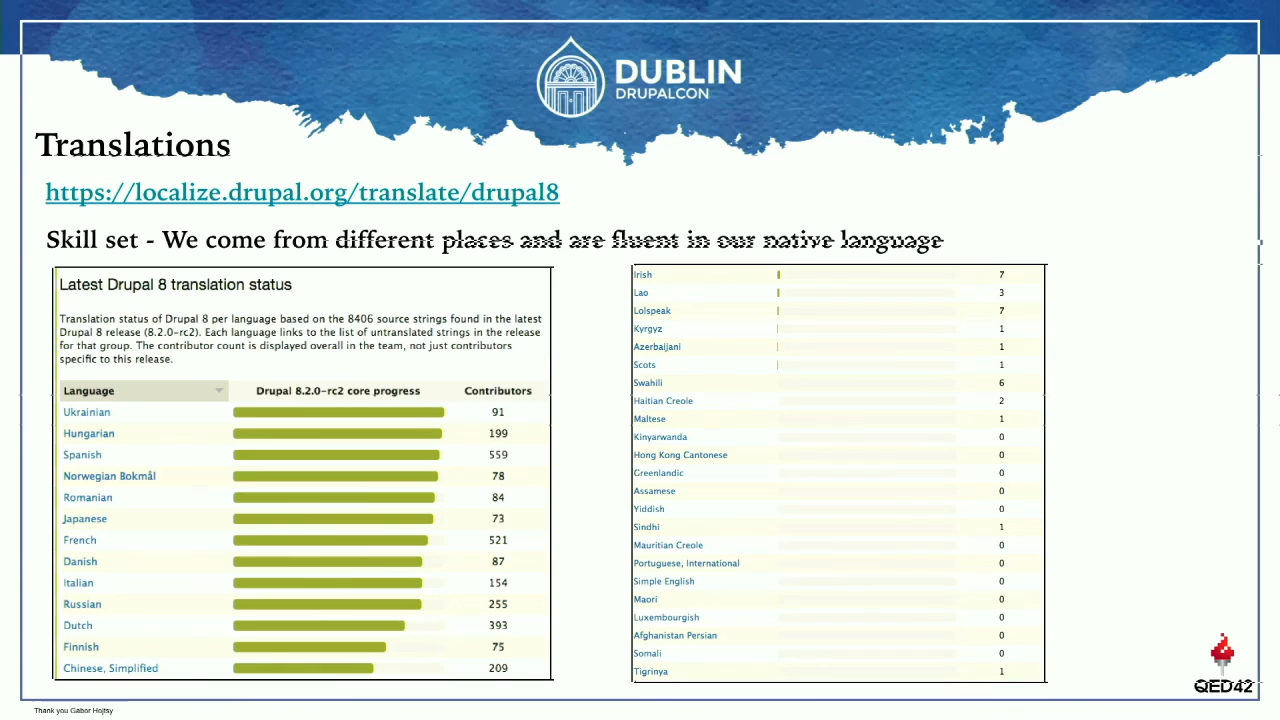 DUBLIN
DRUPALCON
Translations
https://localize.drupal.org/translate/drupal8
Skill set - We come from different places and are fluent in our native language
Latest Drupal 8 translation status
Translation status of Drupal 8 per language based on the 8406 source strings found in the latest
Drupal 8 release (8.2.0-rc2). Each language links to the list of untranslated strings in the release
for that group. The contributor count is displayed overall in the team, not just contributors
specific to this release.
Language Drupal 8.2.0-rc2 core progress Contributors
Ukrainian 91
Hungarian 199
Spanish 559
Norwegian Bokmål 78
Romanian 84
Japanese 73
French 521
Danish 87
Italian 154
Russian 255
Dutch 393
Finnish 75
Chinese, Simplified 209
Irish 7
Lao 3
Lolspeak 7
Kyrgyz 1
Azerbaijani 1
Scots 1
Swahili 6
Haitian Creole 2
Maltese 1
Kinyarwanda 0
Hong Kong Cantonese 0
Greenlandic 0
Assamese 0
Yiddish 0
Sindhi 1
Mauritian Creole 0
Portuguese, International 0
Simple English 0
Maori 0
Luxembourgish 0
Afghanistan Persian 0
Somali 0
Tigrinya 1
QED42
Thank you Gabor Hojtsy